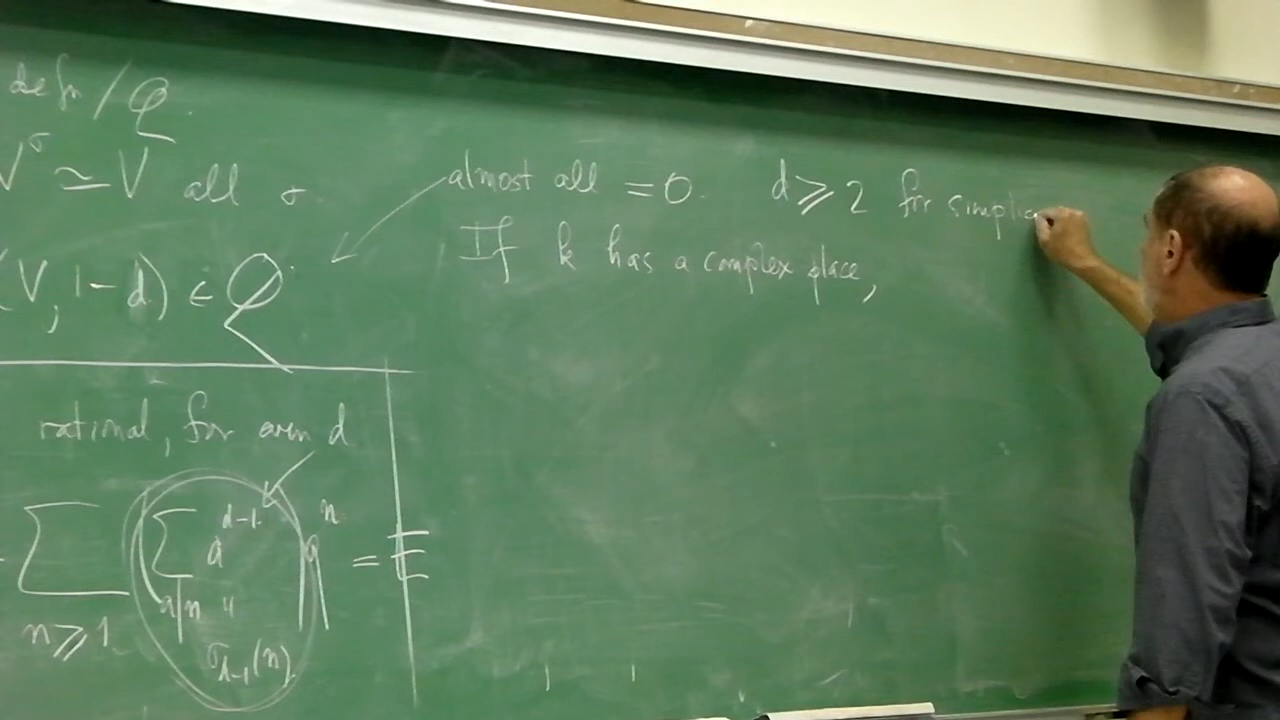 defn / Q.
V^σ ≃ V all σ
(V, 1-d) ∈ Q.
almost all = 0. d ⩾ 2 for simplic
If k has a complex place,
rational, for even d
∑ n⩾1 (∑ a|n a^{d-1}) q^n = E
σ_{d-1}(n)